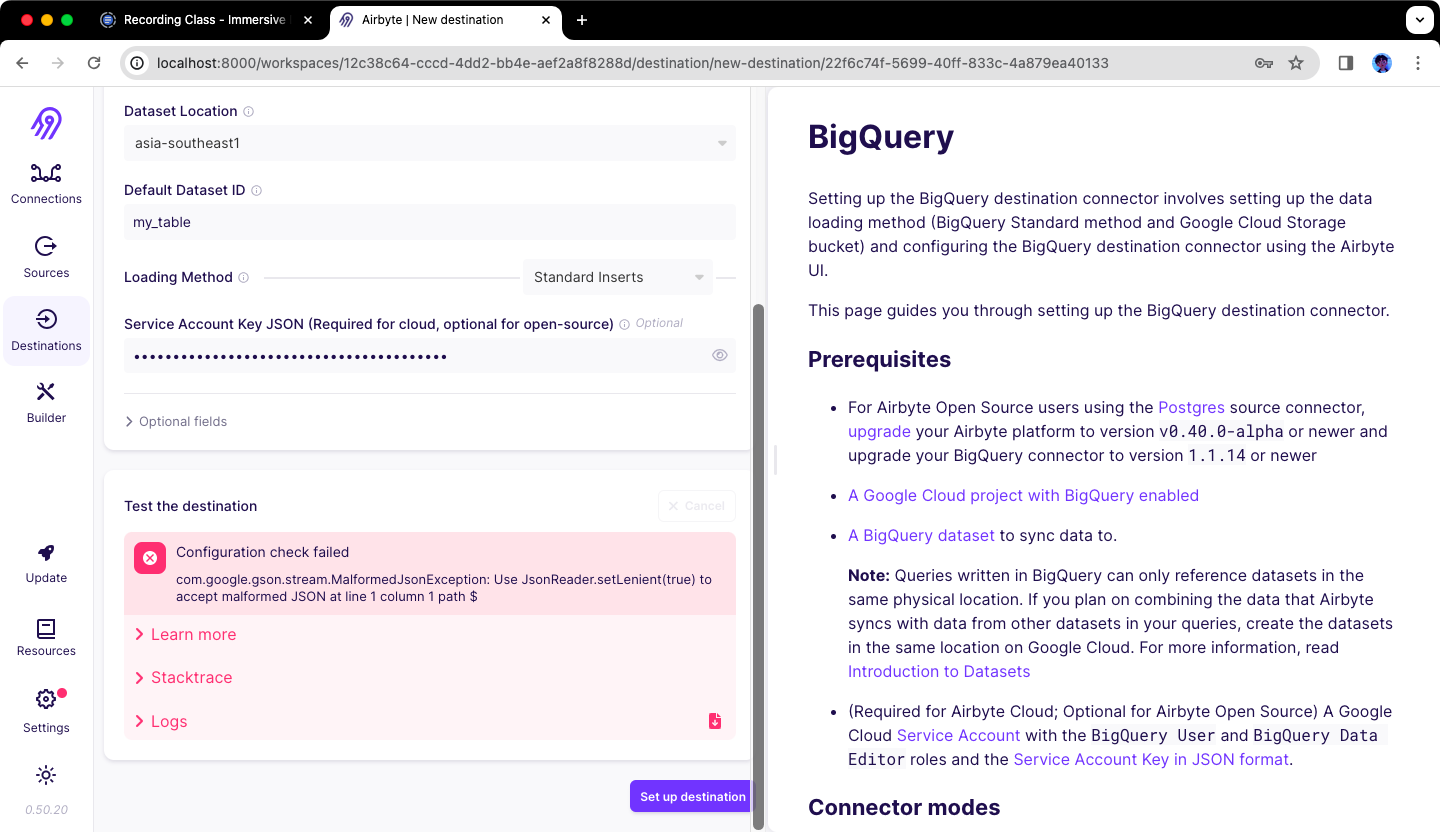 Recording Class - Immersive
Airbyte | New destination
localhost:8000/workspaces/12c38c64-cccd-4dd2-bb4e-aef2a8f8288d/destination/new-destination/22f6c74f-5699-40ff-833c-4a879ea40133
Connections
Sources
Destinations
Builder
Update
Resources
Settings
0.50.20
Dataset Location
asia-southeast1
Default Dataset ID
my_table
Loading Method
Standard Inserts
Service Account Key JSON (Required for cloud, optional for open-source) Optional
••••••••••••••••••••••••••••••••••••••••
Optional fields
Test the destination
Cancel
Configuration check failed
com.google.gson.stream.MalformedJsonException: Use JsonReader.setLenient(true) to
accept malformed JSON at line 1 column 1 path $
Learn more
Stacktrace
Logs
Set up destination
BigQuery
Setting up the BigQuery destination connector involves setting up the data
loading method (BigQuery Standard method and Google Cloud Storage
bucket) and configuring the BigQuery destination connector using the Airbyte
UI.
This page guides you through setting up the BigQuery destination connector.
Prerequisites
• For Airbyte Open Source users using the Postgres source connector,
upgrade your Airbyte platform to version v0.40.0-alpha or newer and
upgrade your BigQuery connector to version 1.1.14 or newer
• A Google Cloud project with BigQuery enabled
• A BigQuery dataset to sync data to.
Note: Queries written in BigQuery can only reference datasets in the
same physical location. If you plan on combining the data that Airbyte
syncs with data from other datasets in your queries, create the datasets
in the same location on Google Cloud. For more information, read
Introduction to Datasets
• (Required for Airbyte Cloud; Optional for Airbyte Open Source) A Google
Cloud Service Account with the BigQuery User and BigQuery Data
Editor roles and the Service Account Key in JSON format.
Connector modes